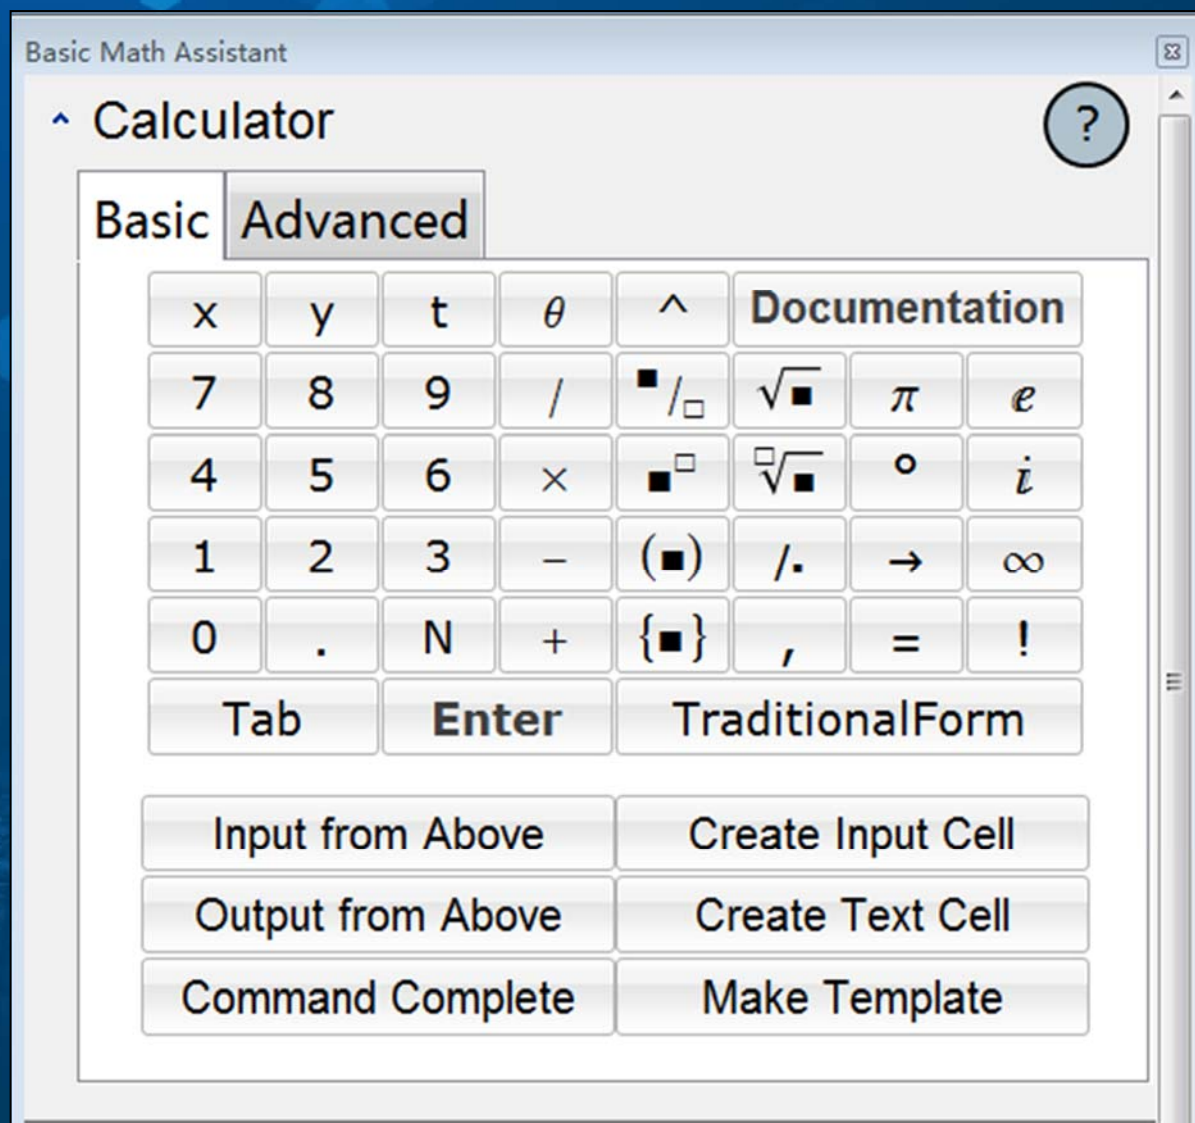 Basic Math Assistant
Calculator ?
Basic Advanced
x y t θ ^ Documentation
7 8 9 / ■/□ √■ π ⅇ
4 5 6 × ■□ □√■ ° ⅈ
1 2 3 − (■) /. → ∞
0 . N + {■} , = !
Tab Enter TraditionalForm
Input from Above Create Input Cell
Output from Above Create Text Cell
Command Complete Make Template